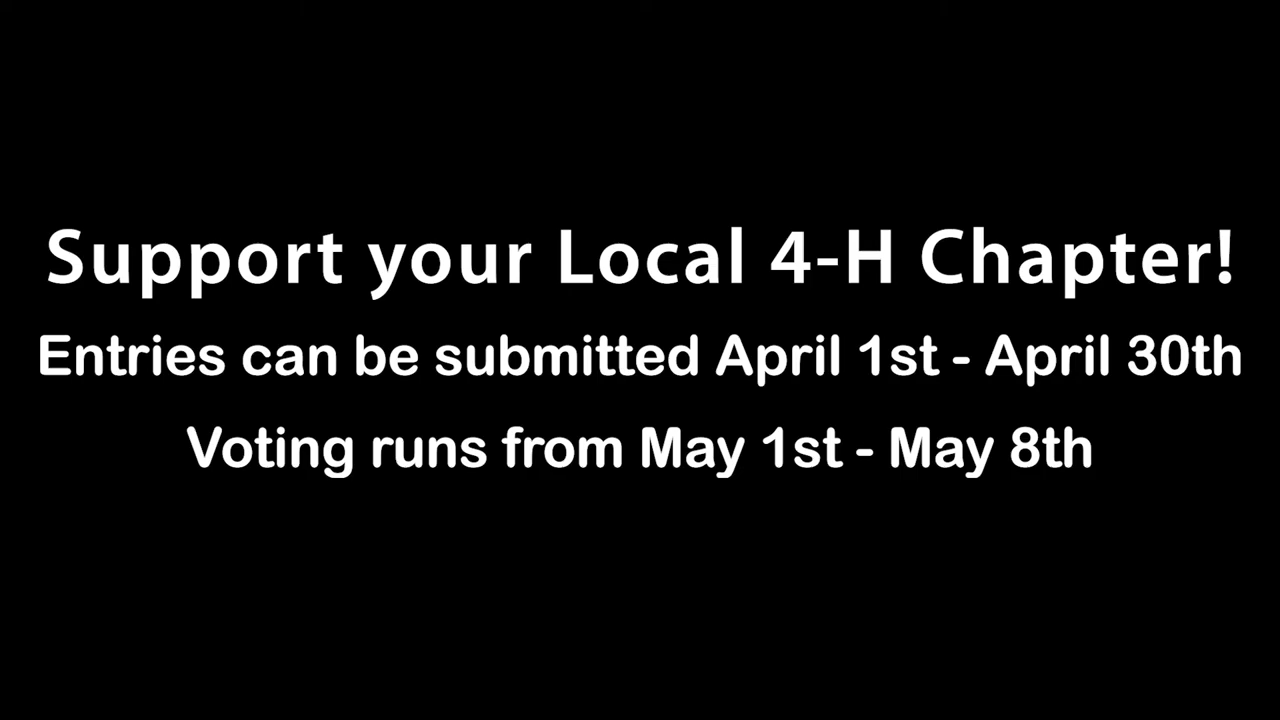 Support your Local 4-H Chapter!
Entries can be submitted April 1st - April 30th
Voting runs from May 1st - May 8th